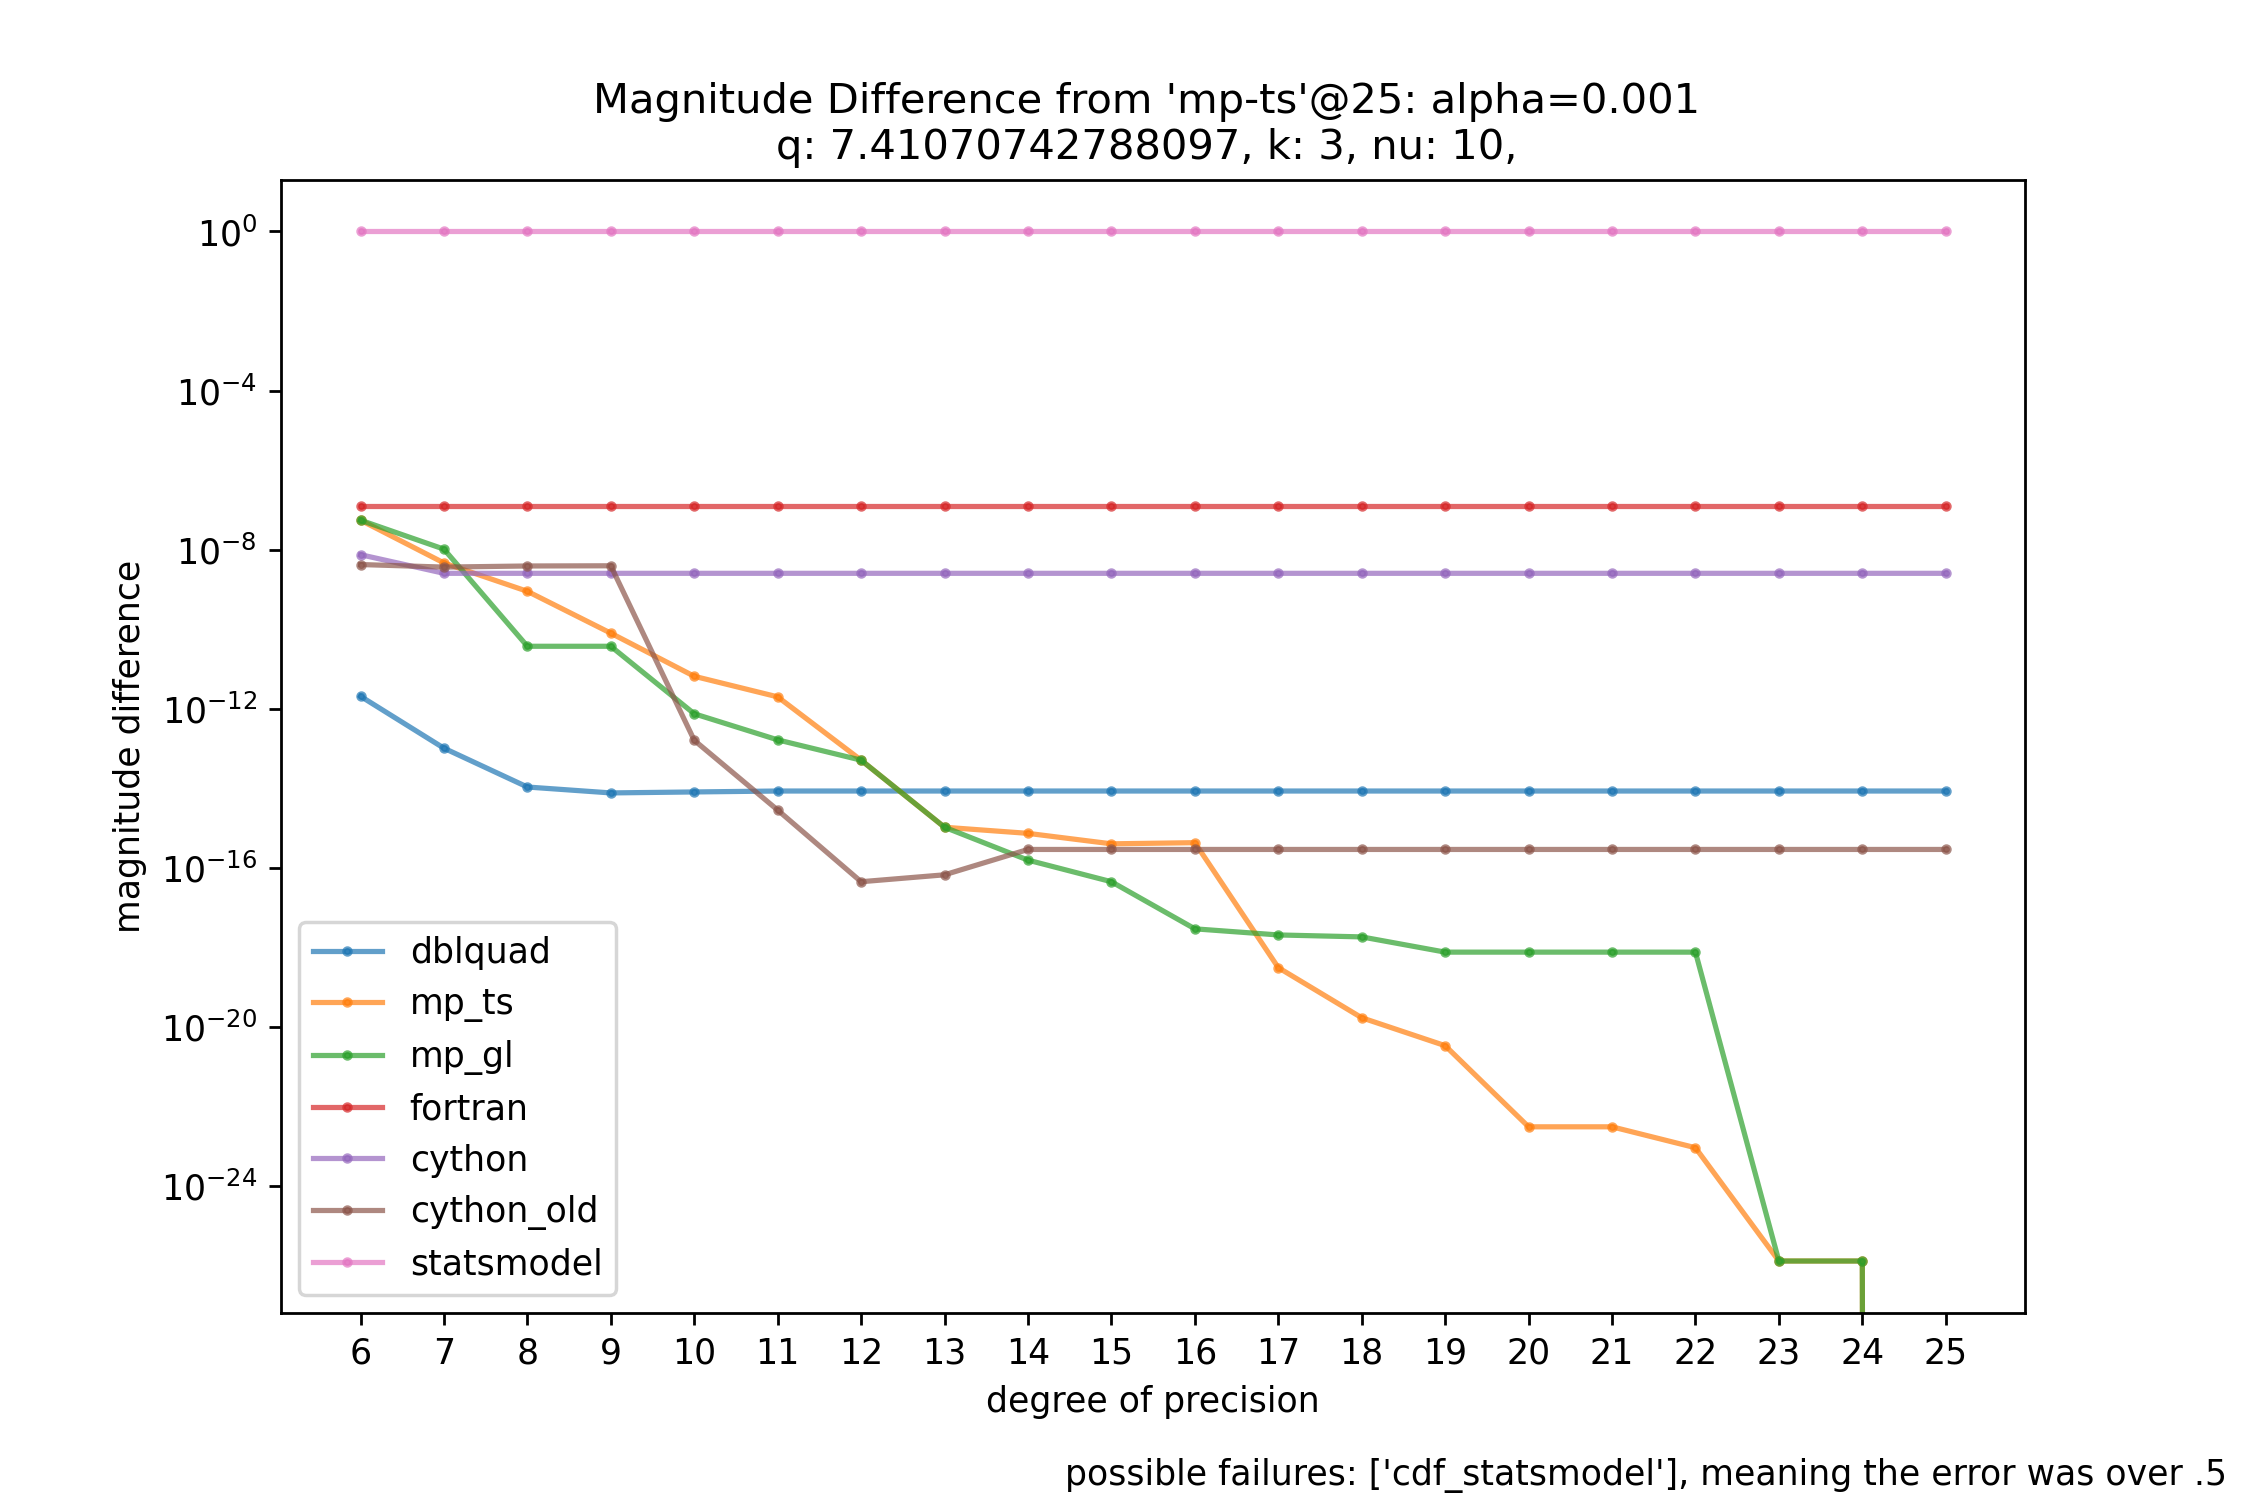 Magnitude Difference from 'mp-ts'@25: alpha=0.001
q: 7.41070742788097, k: 3, nu: 10,
magnitude difference
10⁰
10⁻⁴
10⁻⁸
10⁻¹²
10⁻¹⁶
10⁻²⁰
10⁻²⁴
dblquad
mp_ts
mp_gl
fortran
cython
cython_old
statsmodel
6 7 8 9 10 11 12 13 14 15 16 17 18 19 20 21 22 23 24 25
degree of precision
possible failures: ['cdf_statsmodel'], meaning the error was over .5